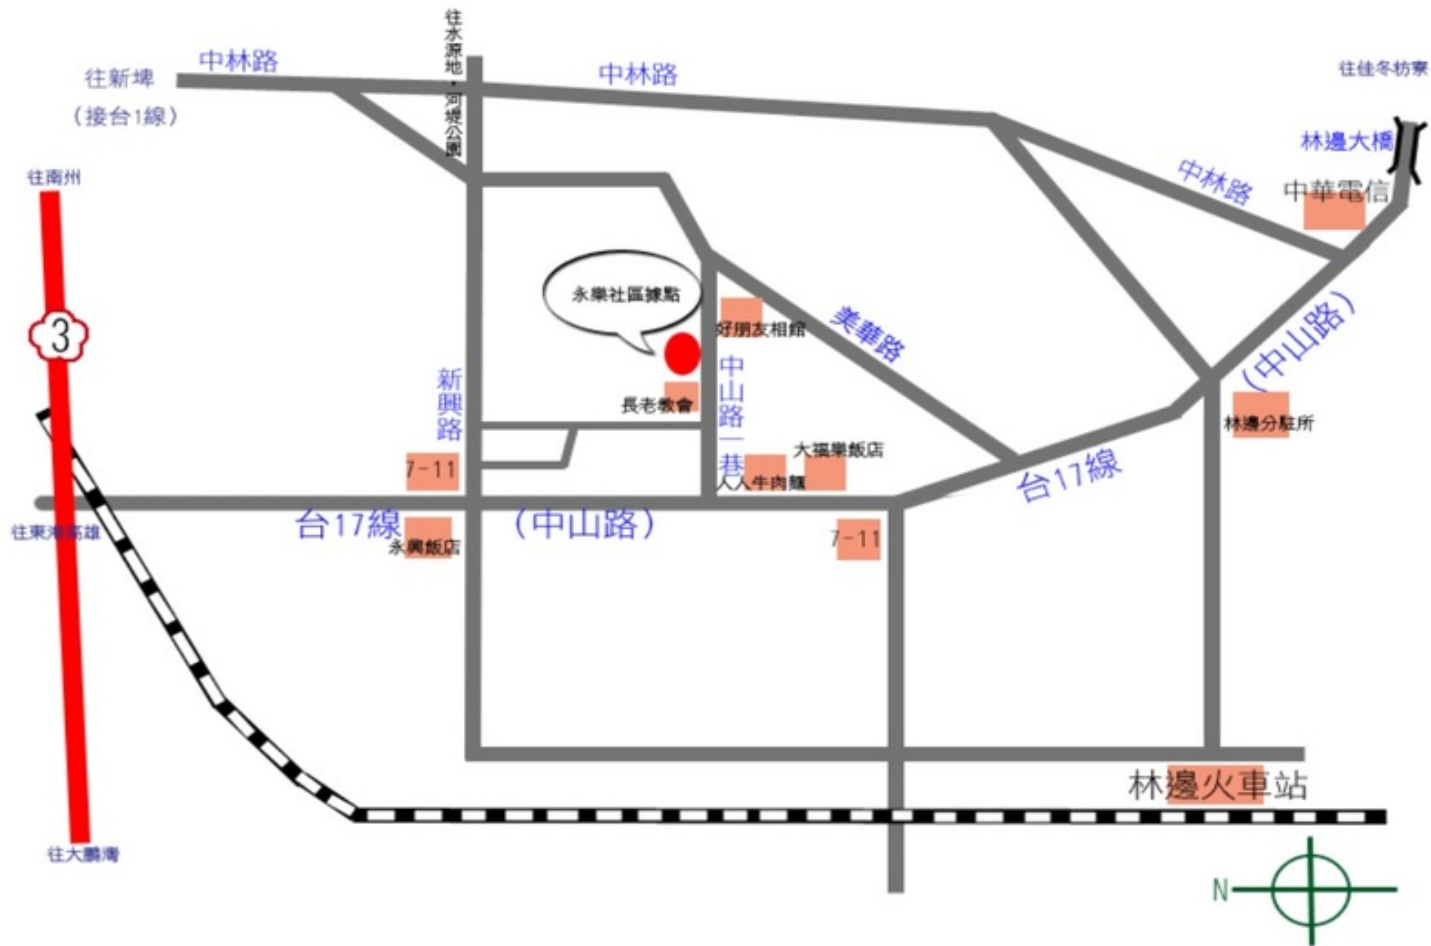 往水源地，河堤公園
中林路
中林路
往新埤
（接台1線）
往佳冬枋寮
林邊大橋
中林路
中華電信
往南州
3
永樂社區據點
好朋友相館
美華路
（中山路）
中山路一巷
新興路
長老教會
林邊分駐所
大福樂飯店
7-11
人人牛肉麵
台17線
台17線
（中山路）
往東港高雄
永興飯店
7-11
林邊火車站
往大鵬灣
N